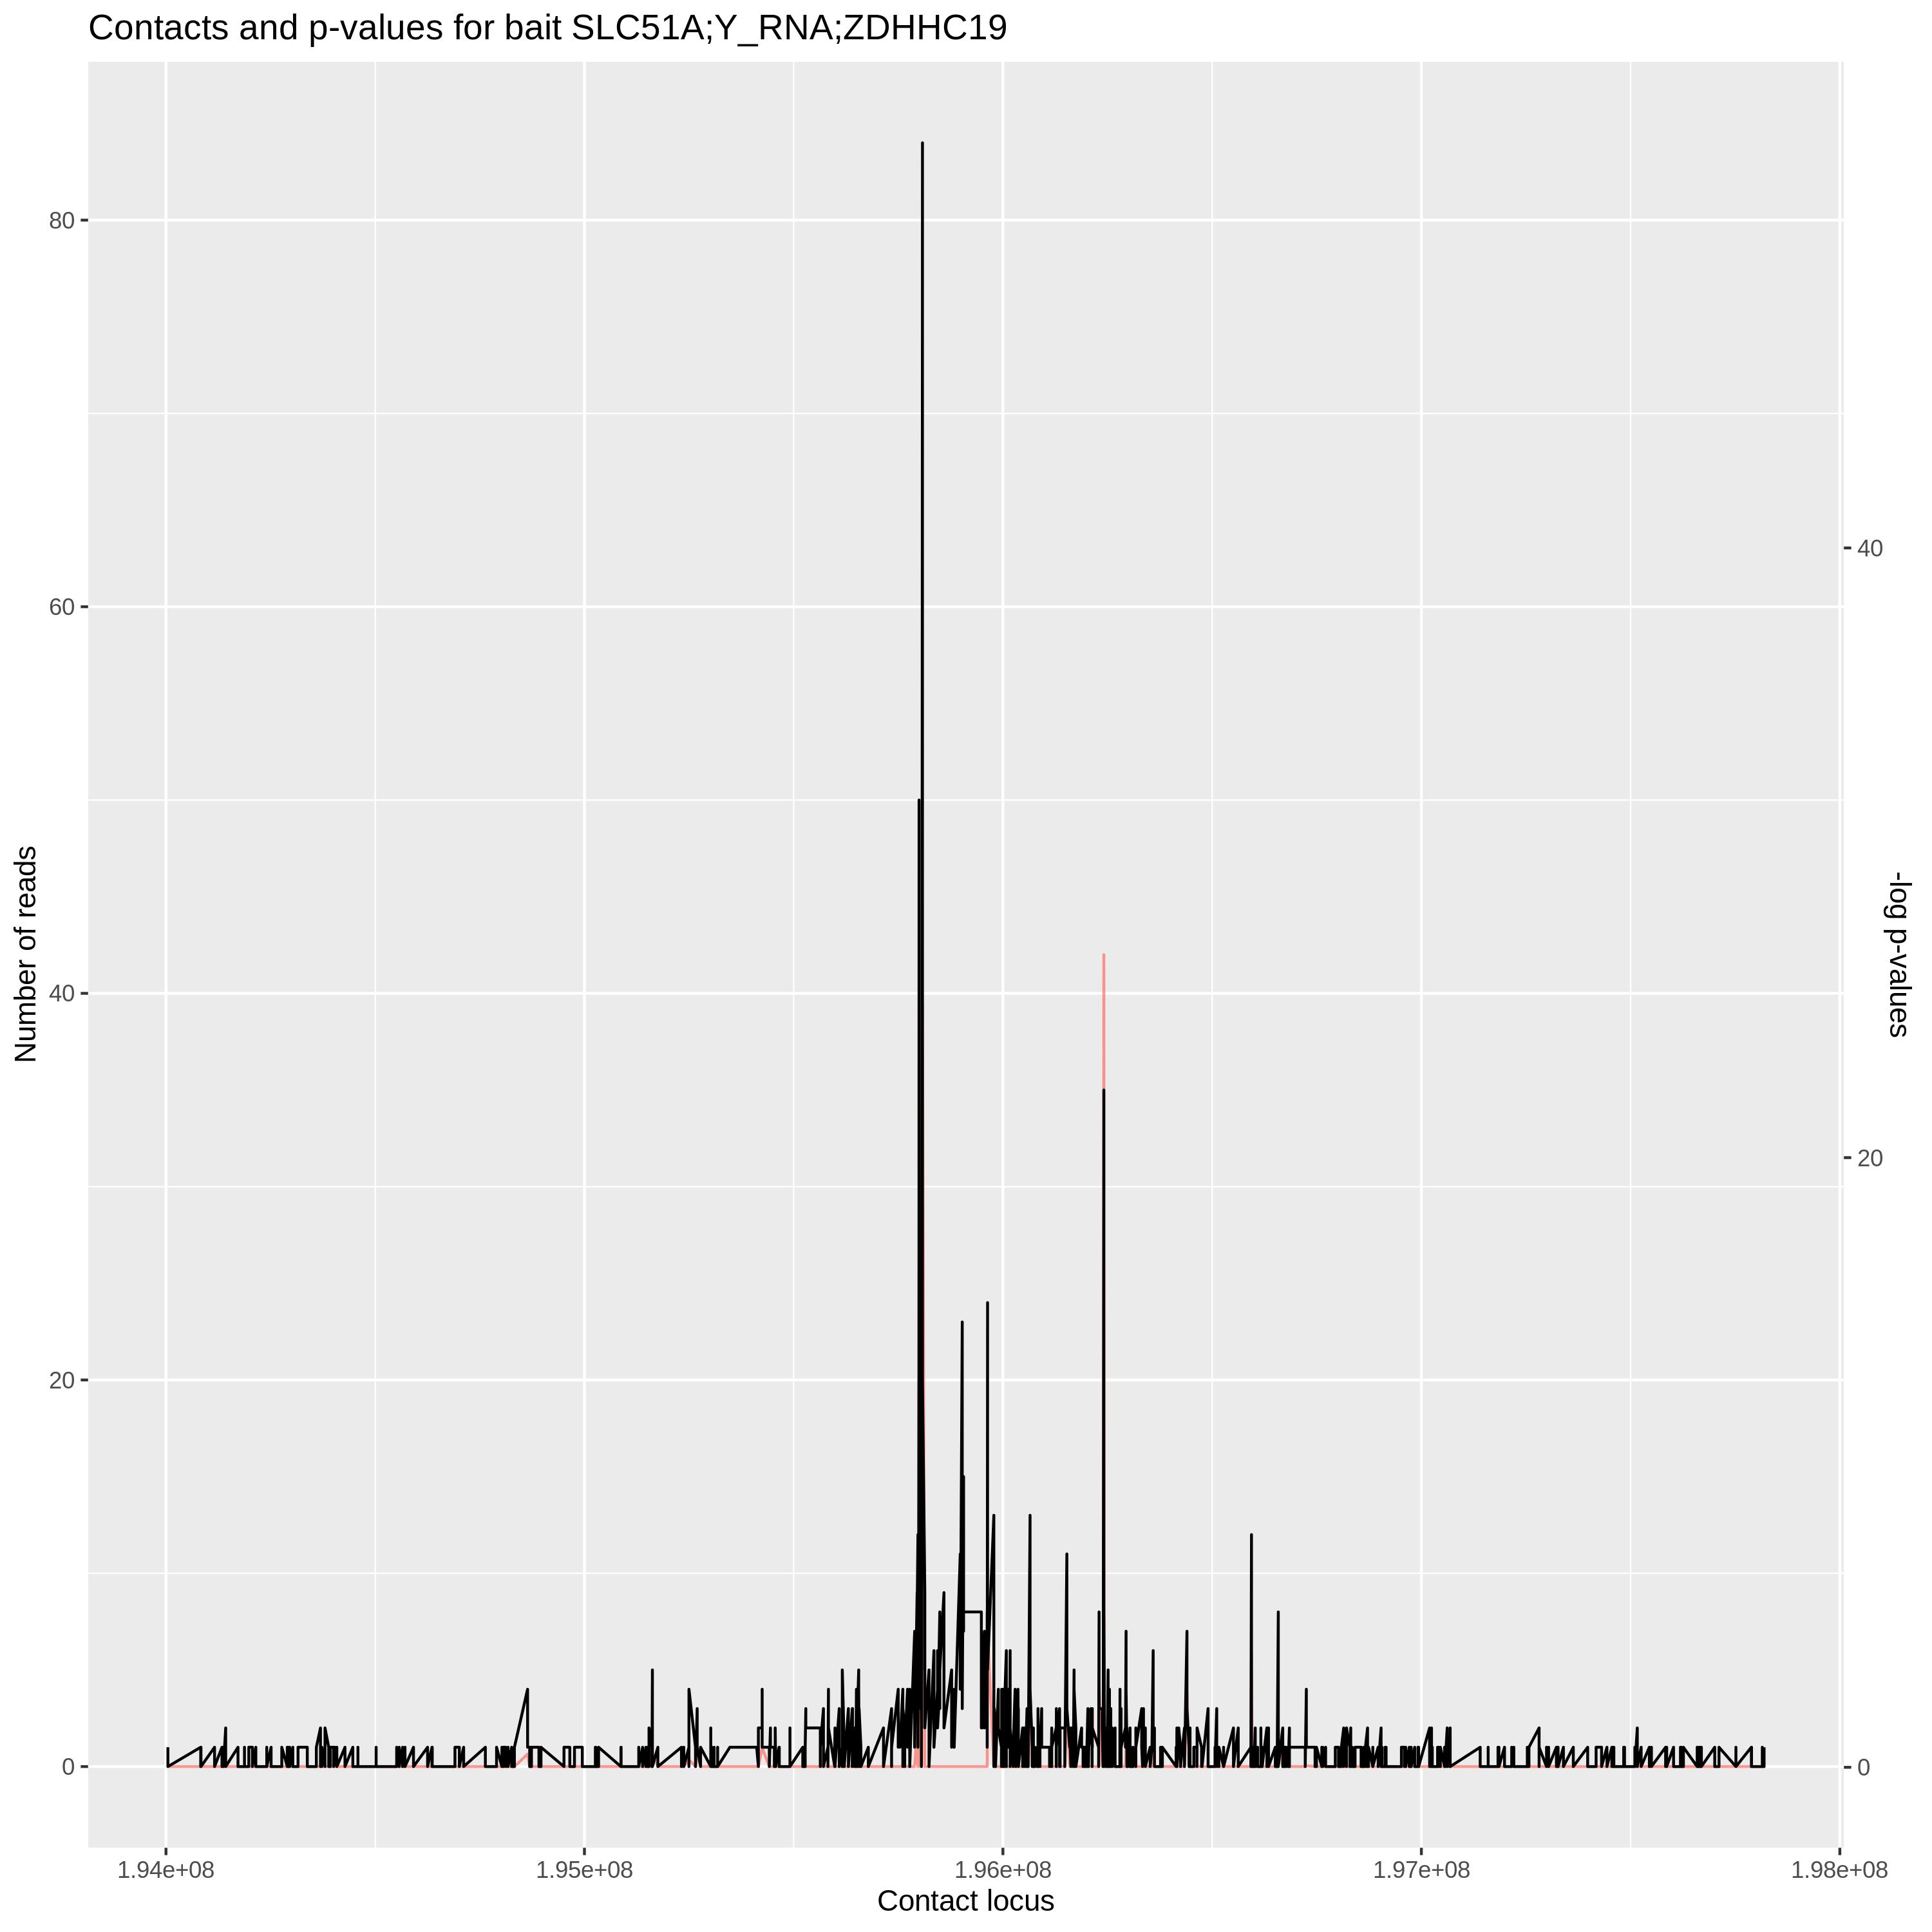 Contacts and p-values for bait SLC51A;Y_RNA;ZDHHC19
80
60
40
20
0
Number of reads
40
20
0
-log p-values
1.94e+08
1.95e+08
1.96e+08
1.97e+08
1.98e+08
Contact locus